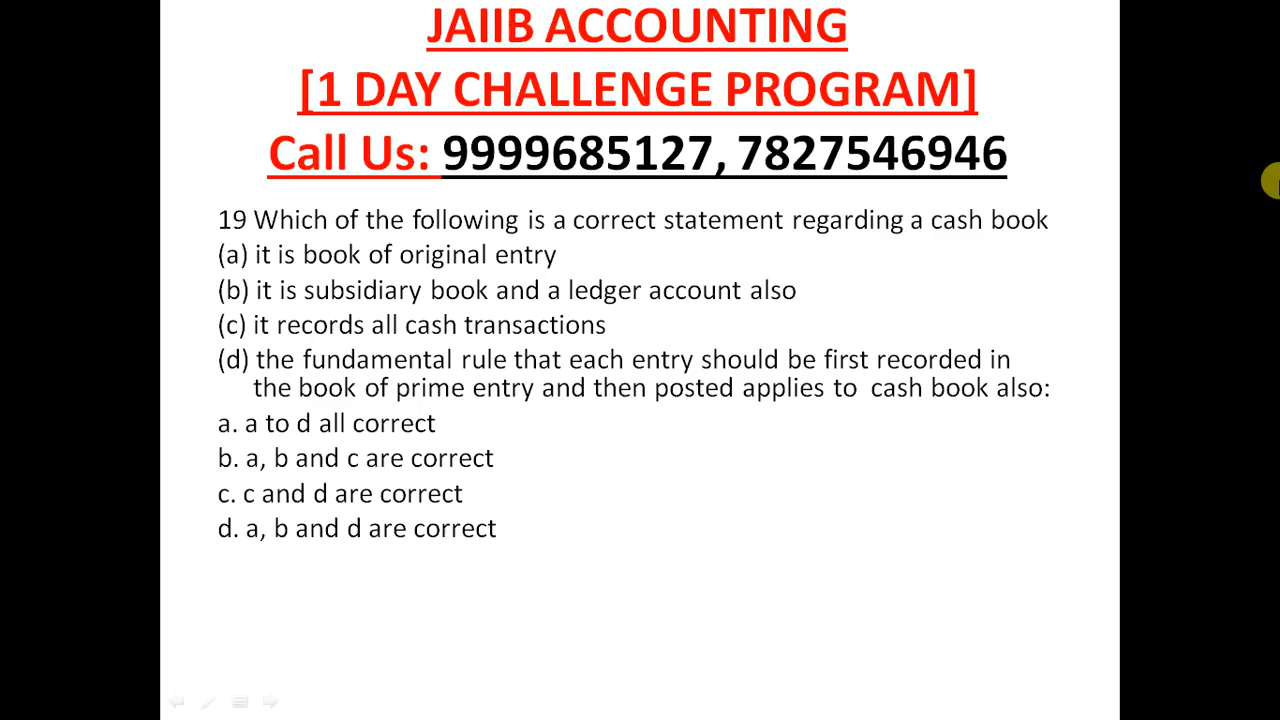 JAIIB ACCOUNTING
[1 DAY CHALLENGE PROGRAM]
Call Us: 9999685127, 7827546946
19 Which of the following is a correct statement regarding a cash book
(a) it is book of original entry
(b) it is subsidiary book and a ledger account also
(c) it records all cash transactions
(d) the fundamental rule that each entry should be first recorded in
the book of prime entry and then posted applies to cash book also:
a. a to d all correct
b. a, b and c are correct
c. c and d are correct
d. a, b and d are correct